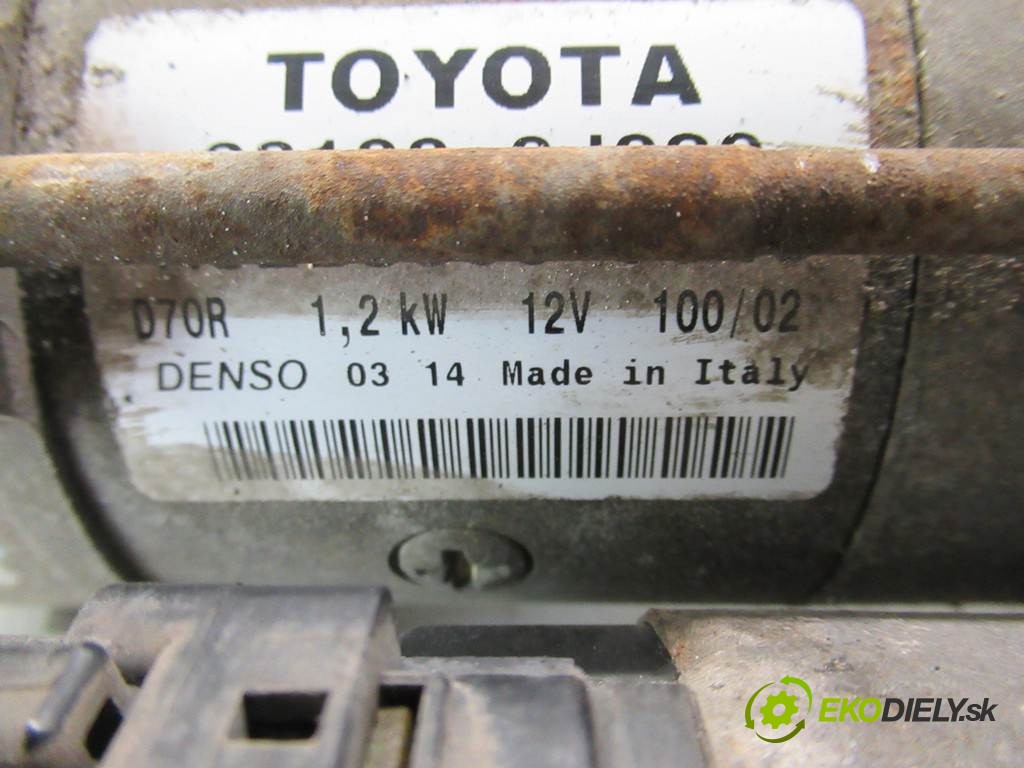 TOYOTA
D70R 1,2 kW 12V 100/02
DENSO 03 14 Made in Italy
EKODIELY.sk